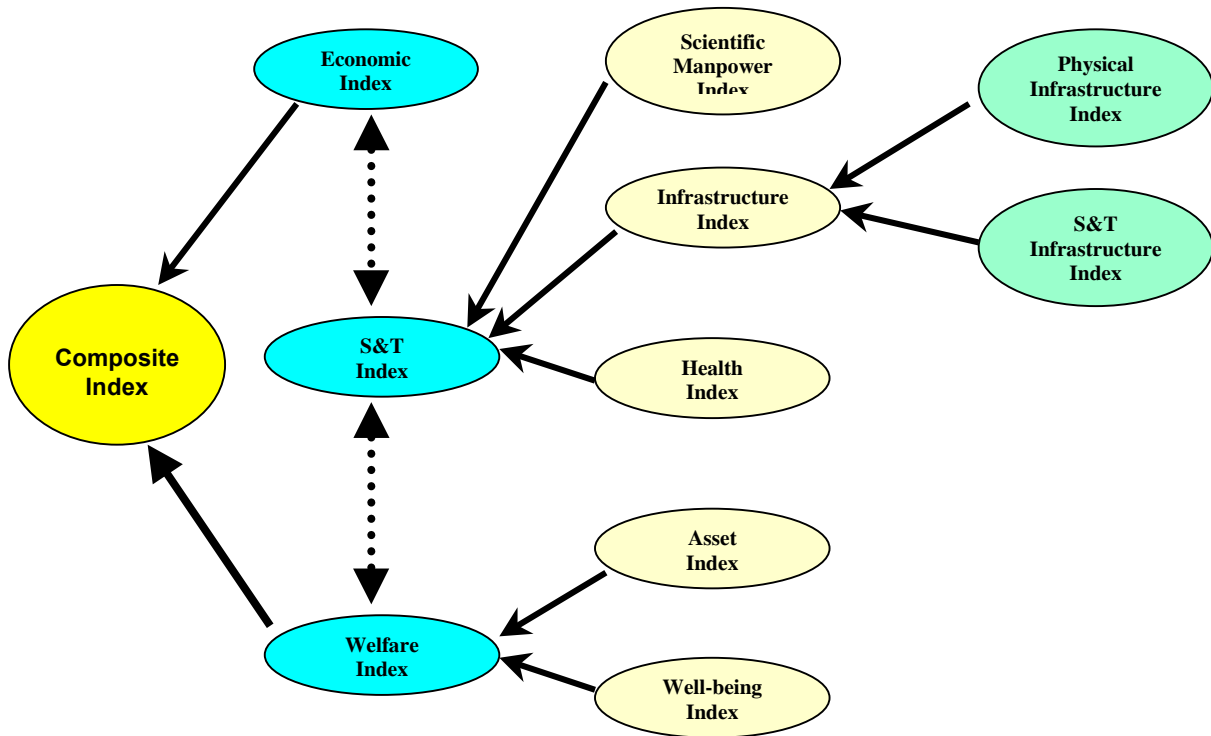 Economic
Index
Scientific
Manpower
Index
Physical
Infrastructure
Index
Infrastructure
Index
S&T
Infrastructure
Index
Composite
Index
S&T
Index
Health
Index
Asset
Index
Welfare
Index
Well-being
Index